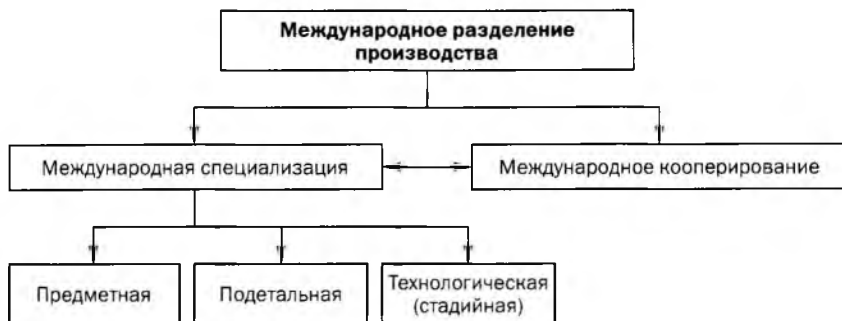 Международное разделение
производства
Международная специализация
Международное кооперирование
Предметная
Подетальная
Технологическая
(стадийная)